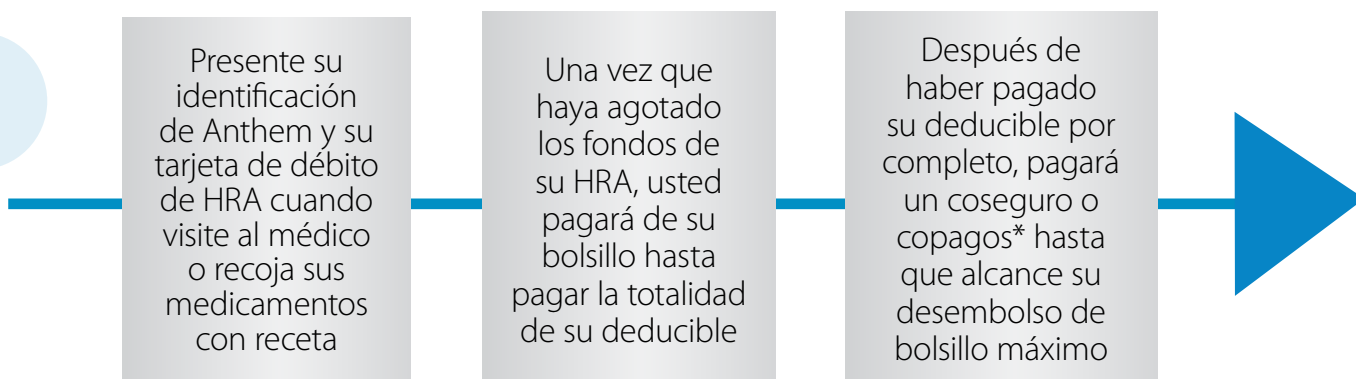 Presente su
identificación
de Anthem y su
tarjeta de débito
de HRA cuando
visite al médico
o recoja sus
medicamentos
con receta
Una vez que
haya agotado
los fondos de
su HRA, usted
pagará de su
bolsillo hasta
pagar la totalidad
de su deducible
Después de
haber pagado
su deducible por
completo, pagará
un coseguro o
copagos* hasta
que alcance su
desembolso de
bolsillo máximo